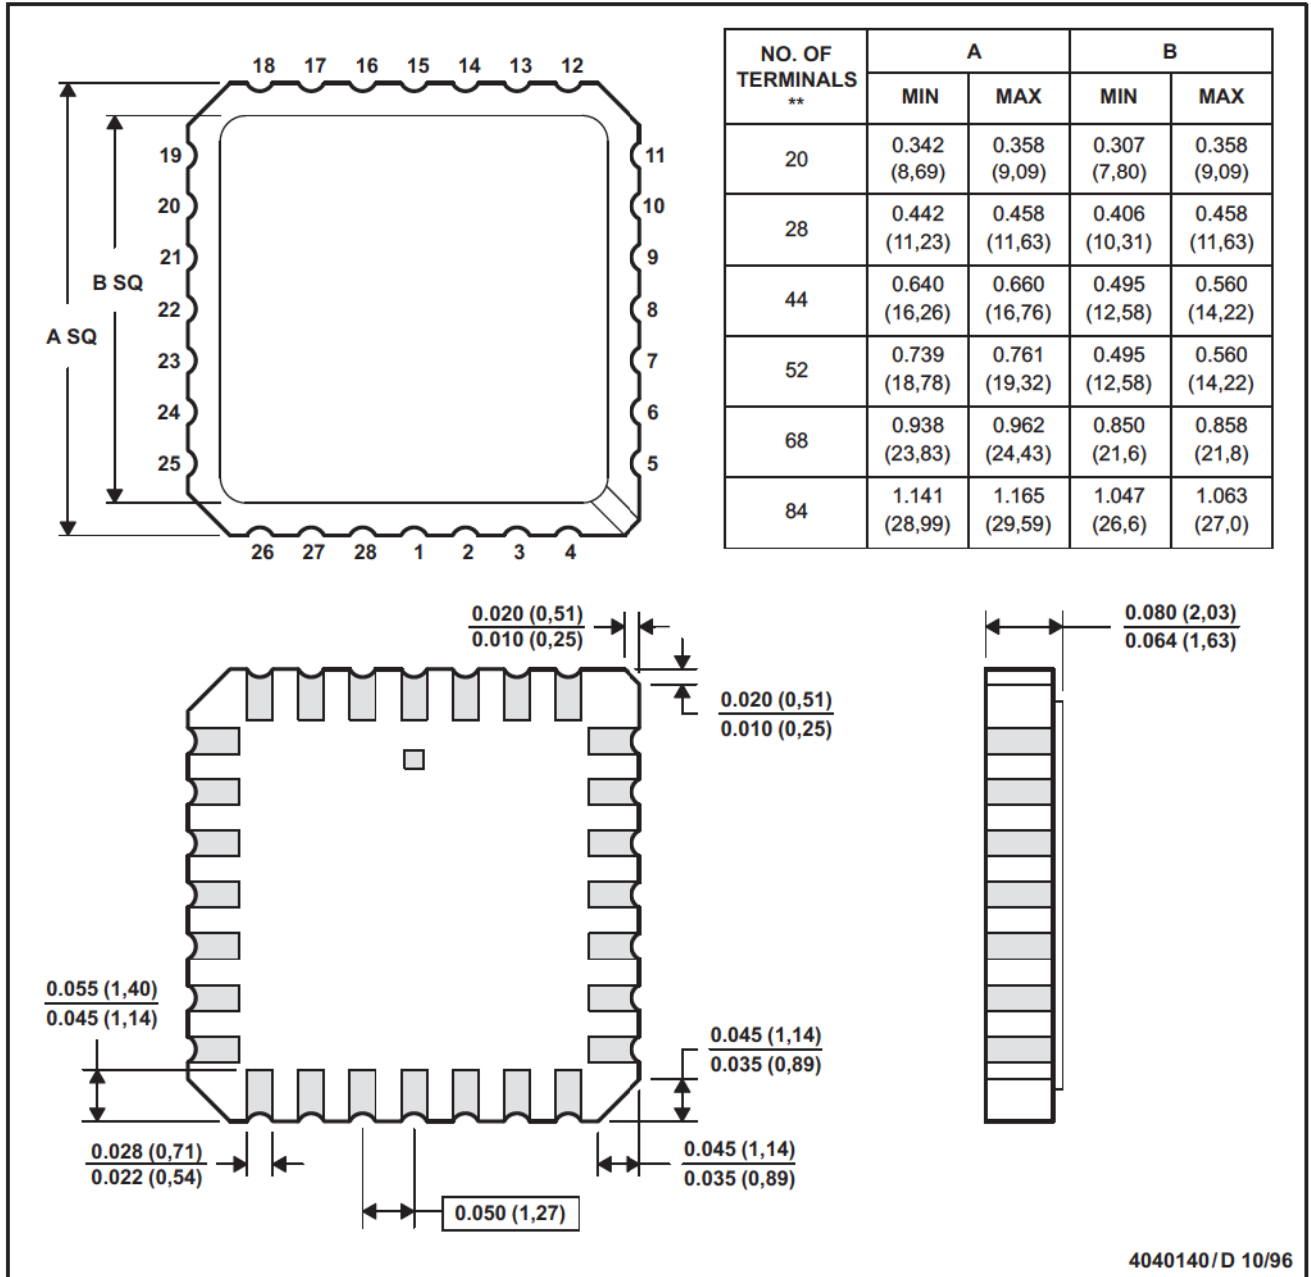 18 17 16 15 14 13 12
19
20
21
22
23
24
25
11
10
9
8
7
6
5
26 27 28 1 2 3 4
B SQ
A SQ
NO. OF TERMINALS ** A B
MIN MAX MIN MAX
20 0.342 (8,69) 0.358 (9,09) 0.307 (7,80) 0.358 (9,09)
28 0.442 (11,23) 0.458 (11,63) 0.406 (10,31) 0.458 (11,63)
44 0.640 (16,26) 0.660 (16,76) 0.495 (12,58) 0.560 (14,22)
52 0.739 (18,78) 0.761 (19,32) 0.495 (12,58) 0.560 (14,22)
68 0.938 (23,83) 0.962 (24,43) 0.850 (21,6) 0.858 (21,8)
84 1.141 (28,99) 1.165 (29,59) 1.047 (26,6) 1.063 (27,0)
0.020 (0,51)
0.010 (0,25)
0.020 (0,51)
0.010 (0,25)
0.080 (2,03)
0.064 (1,63)
0.055 (1,40)
0.045 (1,14)
0.045 (1,14)
0.035 (0,89)
0.028 (0,71)
0.022 (0,54)
0.045 (1,14)
0.035 (0,89)
0.050 (1,27)
4040140/D 10/96